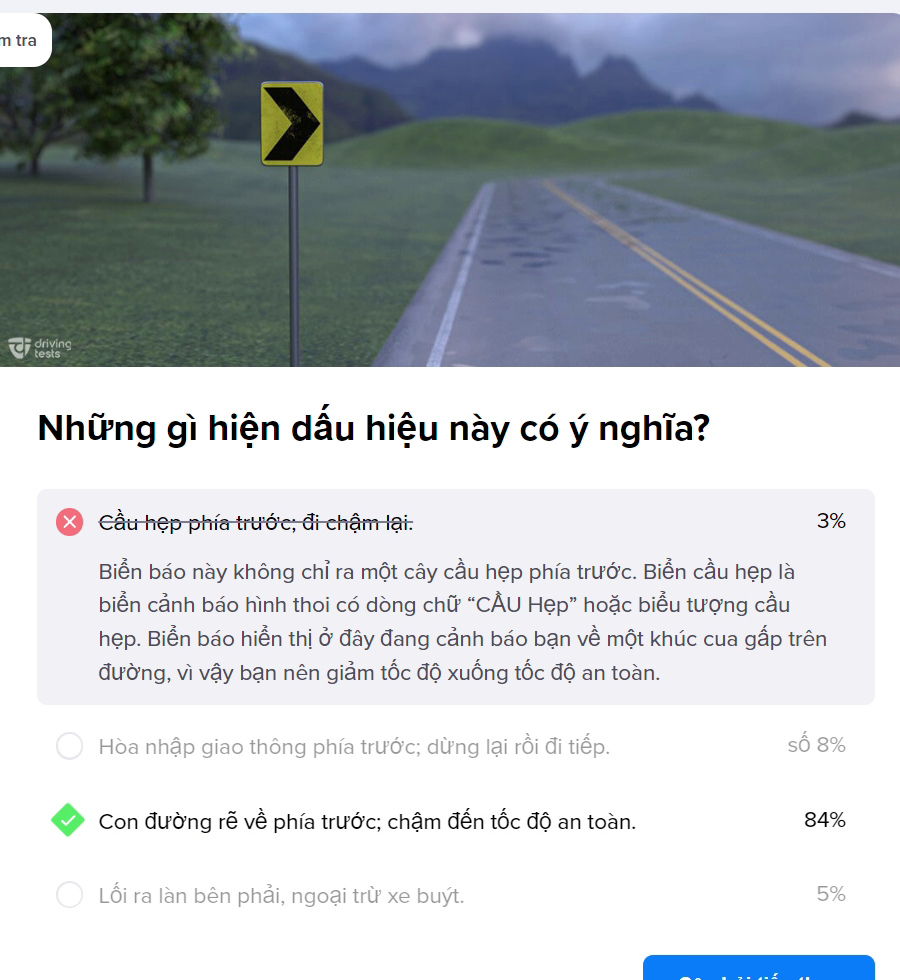 m tra
driving
tests
Những gì hiện dấu hiệu này có ý nghĩa?
Cầu hẹp phía trước; đi chậm lại.
3%
Biển báo này không chỉ ra một cây cầu hẹp phía trước. Biển cầu hẹp là
biển cảnh báo hình thoi có dòng chữ “CẦU Hẹp” hoặc biểu tượng cầu
hẹp. Biển báo hiển thị ở đây đang cảnh báo bạn về một khúc cua gấp trên
đường, vì vậy bạn nên giảm tốc độ xuống tốc độ an toàn.
Hòa nhập giao thông phía trước; dừng lại rồi đi tiếp.
số 8%
Con đường rẽ về phía trước; chậm đến tốc độ an toàn.
84%
Lối ra làn bên phải, ngoại trừ xe buýt.
5%